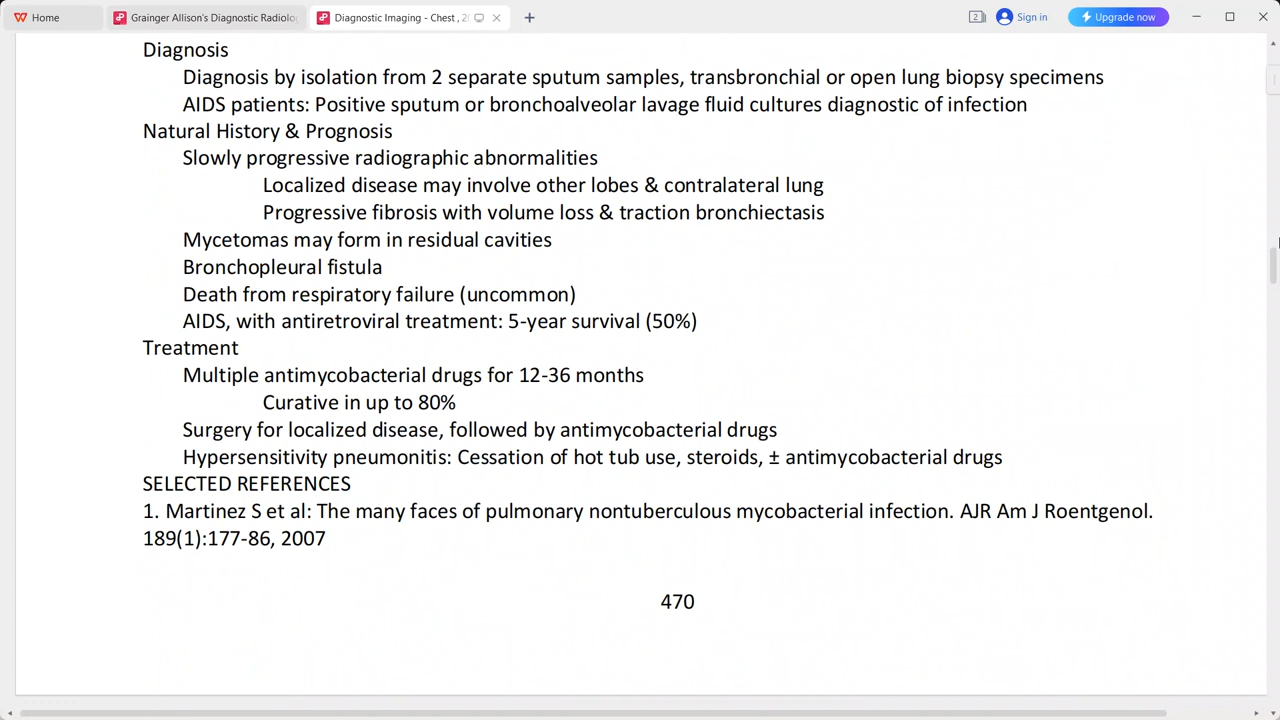 Home
Grainger Allison's Diagnostic Radiolo
Diagnostic Imaging - Chest , 2
2
Sign in
Upgrade now
Diagnosis
Diagnosis by isolation from 2 separate sputum samples, transbronchial or open lung biopsy specimens
AIDS patients: Positive sputum or bronchoalveolar lavage fluid cultures diagnostic of infection
Natural History & Prognosis
Slowly progressive radiographic abnormalities
Localized disease may involve other lobes & contralateral lung
Progressive fibrosis with volume loss & traction bronchiectasis
Mycetomas may form in residual cavities
Bronchopleural fistula
Death from respiratory failure (uncommon)
AIDS, with antiretroviral treatment: 5-year survival (50%)
Treatment
Multiple antimycobacterial drugs for 12-36 months
Curative in up to 80%
Surgery for localized disease, followed by antimycobacterial drugs
Hypersensitivity pneumonitis: Cessation of hot tub use, steroids, ± antimycobacterial drugs
SELECTED REFERENCES
1. Martinez S et al: The many faces of pulmonary nontuberculous mycobacterial infection. AJR Am J Roentgenol.
189(1):177-86, 2007
470